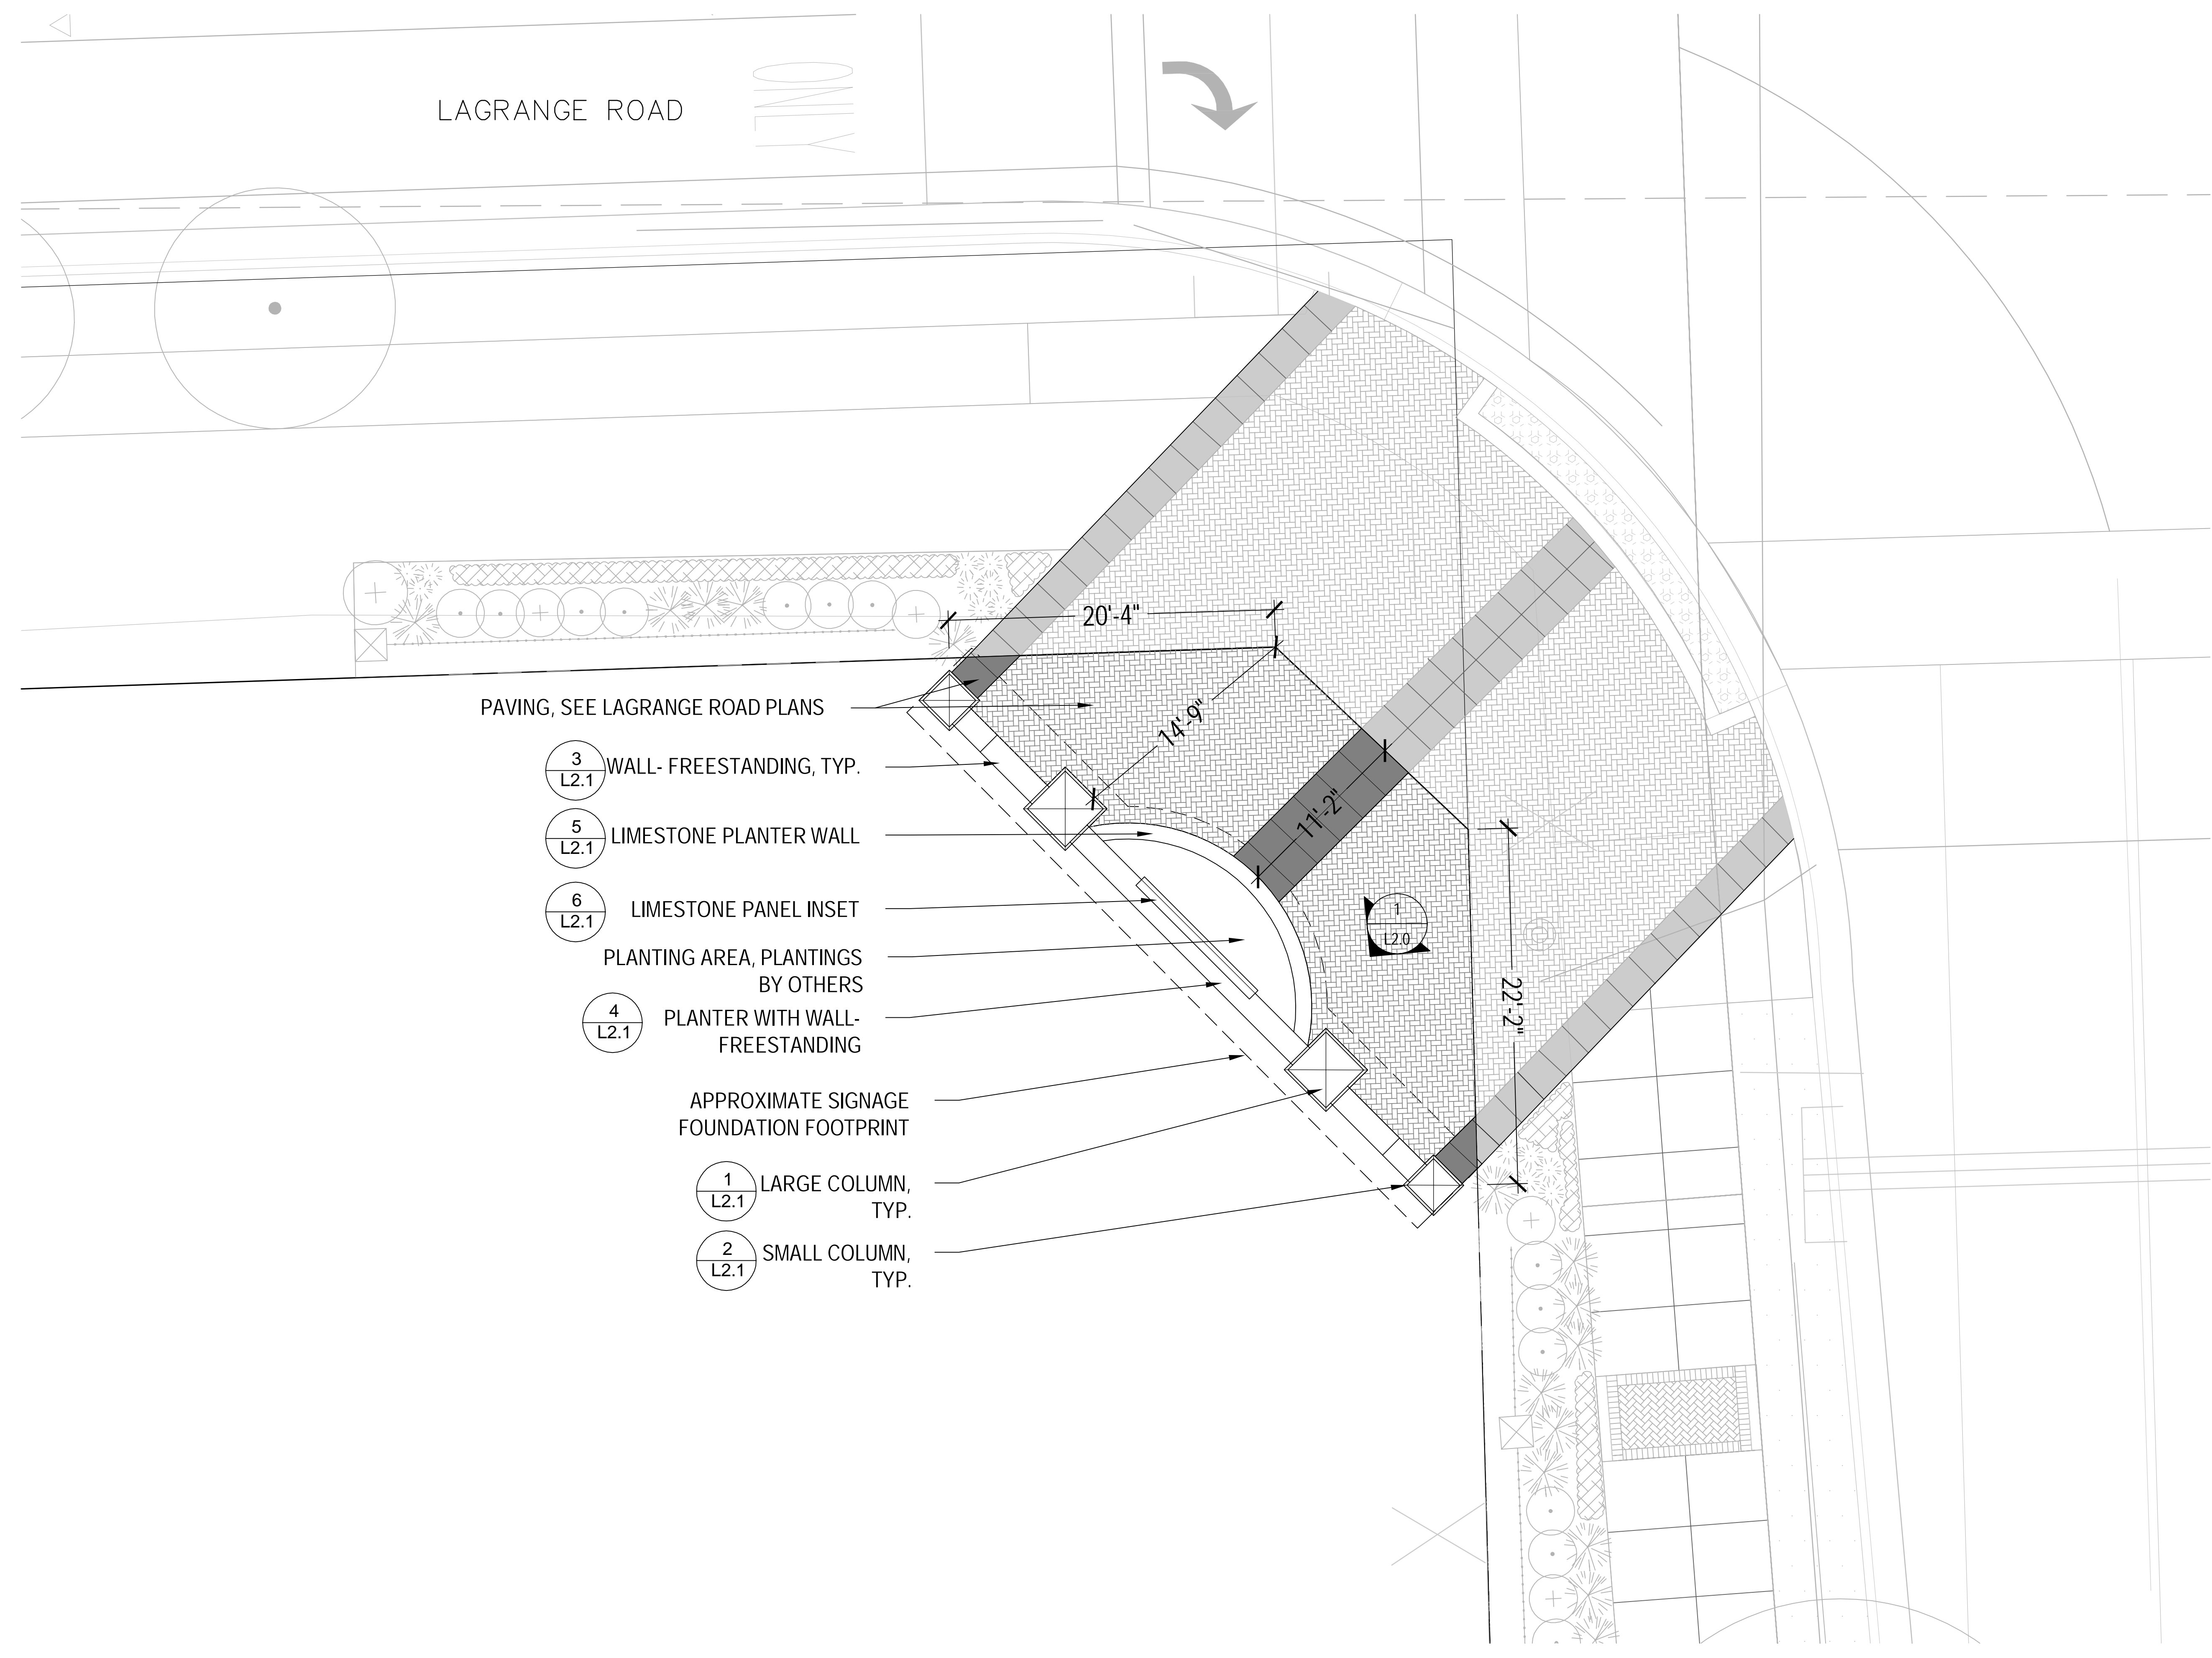 LAGRANGE ROAD
ONLY
20'-4"
14'-9"
11'-2"
22'-2"
1
L2.0
PAVING, SEE LAGRANGE ROAD PLANS
3
L2.1
WALL- FREESTANDING, TYP.
5
L2.1
LIMESTONE PLANTER WALL
6
L2.1
LIMESTONE PANEL INSET
PLANTING AREA, PLANTINGS
BY OTHERS
4
L2.1
PLANTER WITH WALL-
FREESTANDING
APPROXIMATE SIGNAGE
FOUNDATION FOOTPRINT
1
L2.1
LARGE COLUMN,
TYP.
2
L2.1
SMALL COLUMN,
TYP.